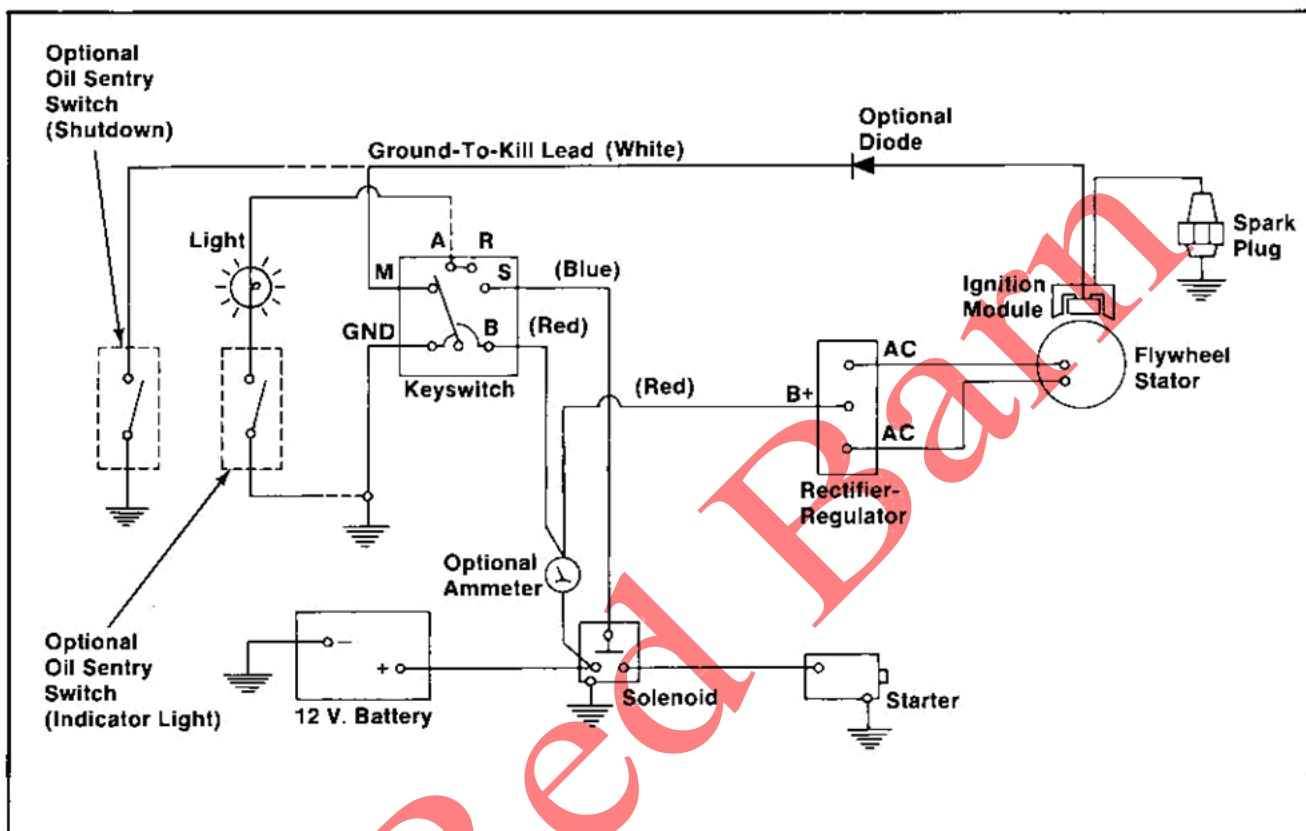 Optional
Oil Sentry
Switch
(Shutdown)
Ground-To-Kill Lead (White)
Optional
Diode
Spark
Plug
Light
A
R
M
S
(Blue)
Ignition
Module
GND
B
(Red)
Keyswitch
AC
Flywheel
Stator
(Red)
B+
AC
Rectifier-
Regulator
Optional
Ammeter
Optional
Oil Sentry
Switch
(Indicator Light)
−
+
12 V. Battery
Solenoid
Starter
ed Barn